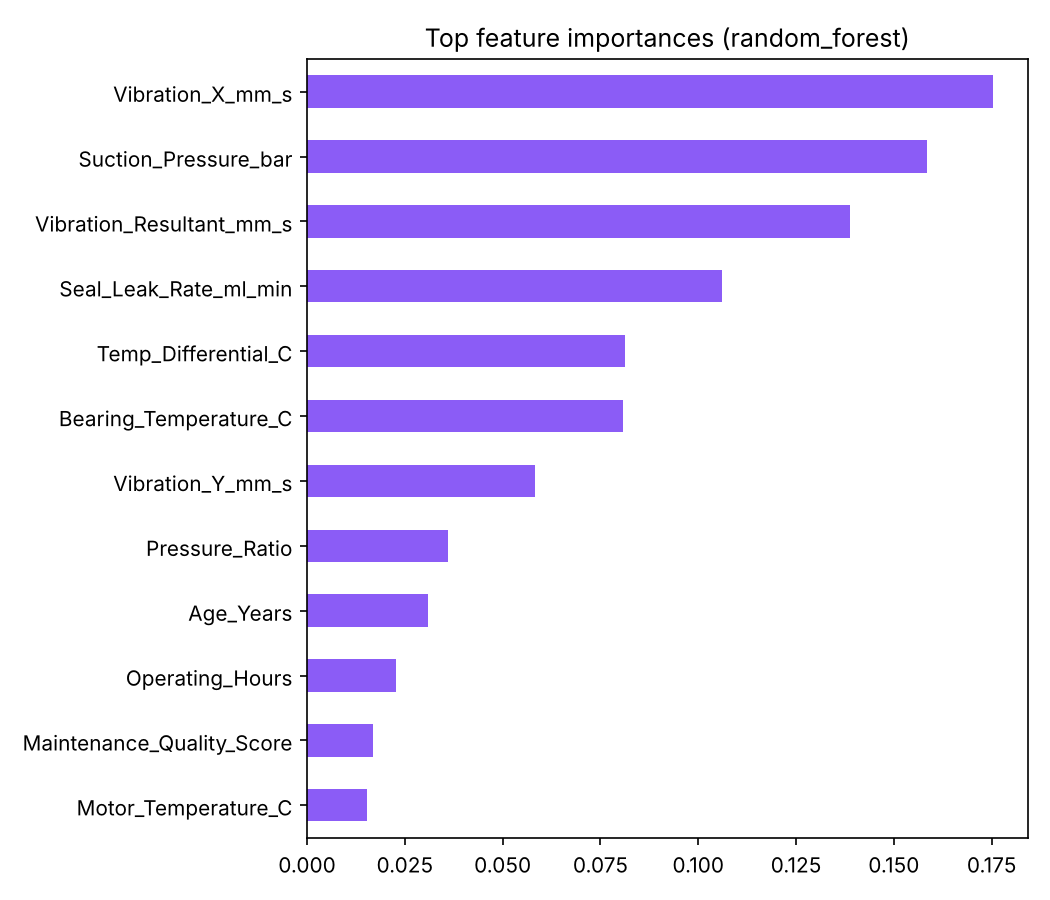 Top feature importances (random_forest)
Vibration_X_mm_s
Suction_Pressure_bar
Vibration_Resultant_mm_s
Seal_Leak_Rate_ml_min
Temp_Differential_C
Bearing_Temperature_C
Vibration_Y_mm_s
Pressure_Ratio
Age_Years
Operating_Hours
Maintenance_Quality_Score
Motor_Temperature_C
0.000 0.025 0.050 0.075 0.100 0.125 0.150 0.175